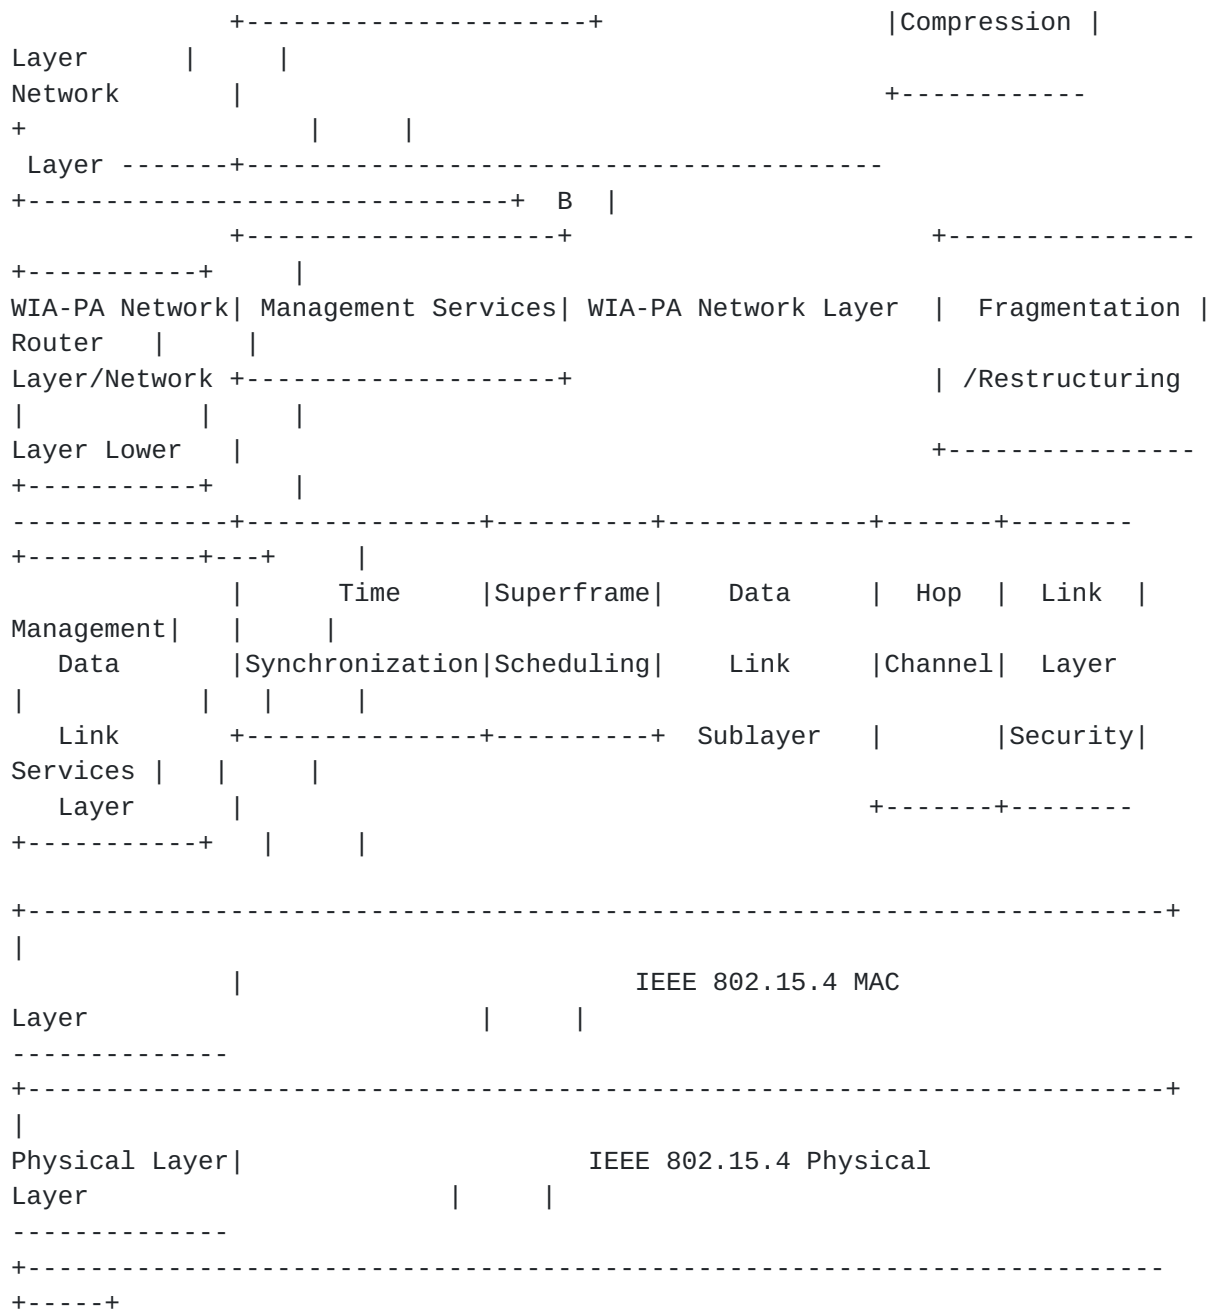 +----------------------+                  |Compression |
Layer      |     |
Network       |                                         +------------
+                  |     |
 Layer -------+-----------------------------------------
+-------------------------------+  B  |
              +--------------------+                       +----------------
+-----------+     |
WIA-PA Network| Management Services| WIA-PA Network Layer  |  Fragmentation |
Router   |     |
Layer/Network +--------------------+                       | /Restructuring
|           |     |
Layer Lower   |                                            +----------------
+-----------+     |
--------------+---------------+----------+-------------+-------+--------
+-----------+---+     |
              |      Time     |Superframe|    Data     |  Hop  |  Link  |
Management|   |     |
   Data       |Synchronization|Scheduling|    Link     |Channel|  Layer
|           |   |     |
   Link       +---------------+----------+  Sublayer   |       |Security|
Services |   |     |
   Layer      |                                        +-------+--------
+-----------+   |     |
+-------------------------------------------------------------------------+
|
              |                         IEEE 802.15.4 MAC
Layer                         |     |
--------------
+-------------------------------------------------------------------------+
|
Physical Layer|                      IEEE 802.15.4 Physical
Layer                       |     |
--------------
+-------------------------------------------------------------------------
+-----+